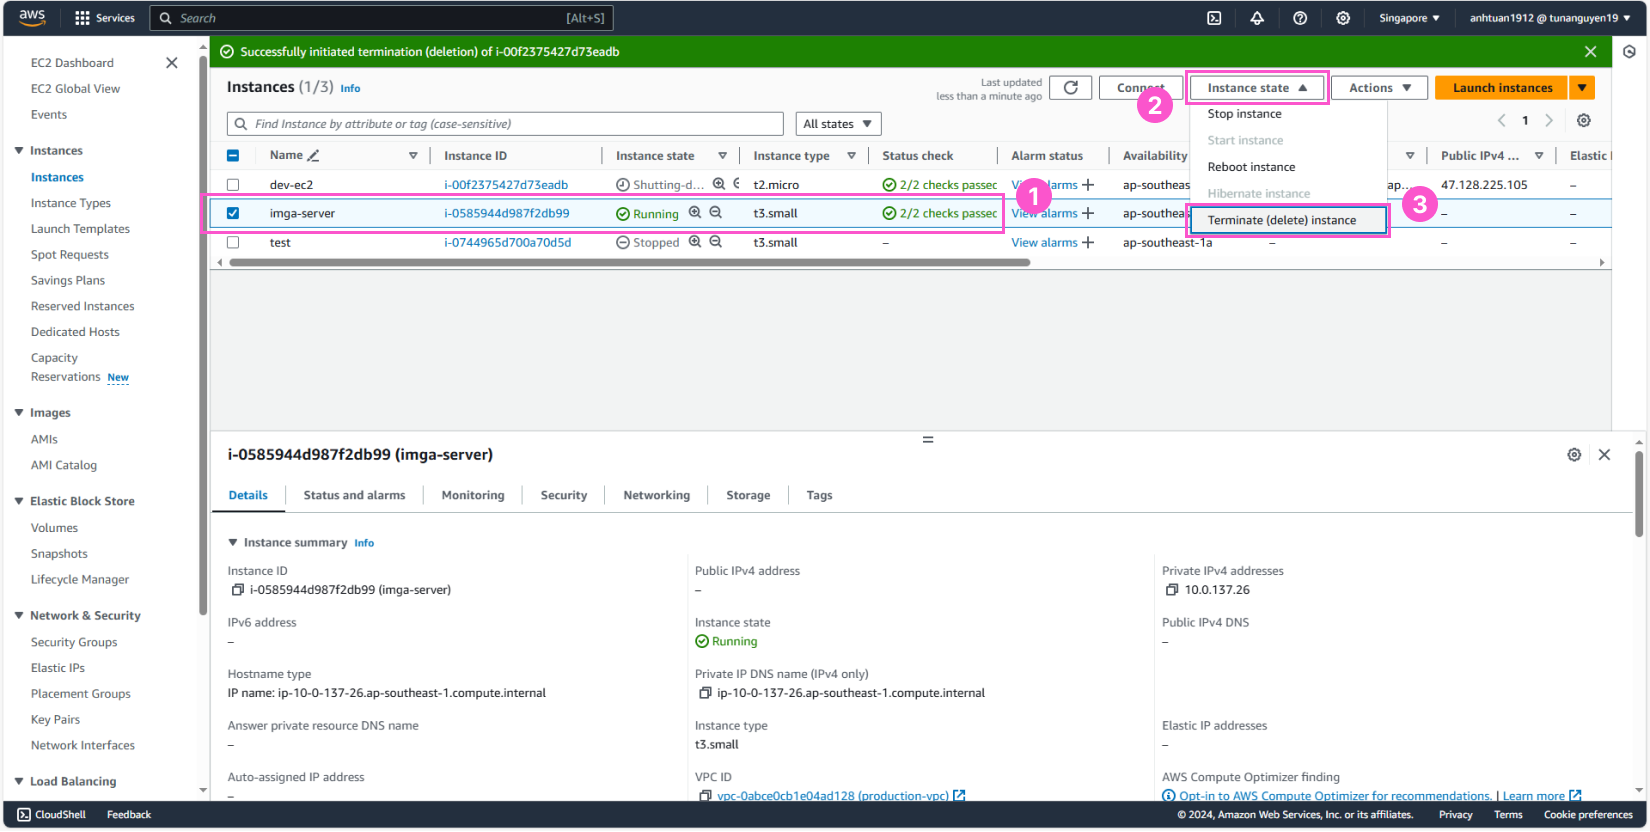 aws
Services
Search
[Alt+S]
Singapore
anhtuan1912 @ tunanguyen19
EC2 Dashboard
EC2 Global View
Events
Instances
Instances
Instance Types
Launch Templates
Spot Requests
Savings Plans
Reserved Instances
Dedicated Hosts
Capacity
Reservations New
Images
AMIs
AMI Catalog
Elastic Block Store
Volumes
Snapshots
Lifecycle Manager
Network & Security
Security Groups
Elastic IPs
Placement Groups
Key Pairs
Network Interfaces
Load Balancing
Successfully initiated termination (deletion) of i-00f2375427d73eadb
Instances (1/3) Info
Last updated
less than a minute ago
Connect
2
Instance state
Actions
Launch instances
Find Instance by attribute or tag (case-sensitive)
All states
1
Stop instance
Start instance
Reboot instance
Hibernate instance
Terminate (delete) instance
3
Name Instance ID Instance state Instance type Status check Alarm status Availability Public IPv4 ... Elastic I
dev-ec2 i-00f2375427d73eadb Shutting-d... t2.micro 2/2 checks passec View alarms + ap-southeas ap... 47.128.225.105 –
1
imga-server i-0585944d987f2db99 Running t3.small 2/2 checks passec View alarms + ap-southeas – –
test i-0744965d700a70d5d Stopped t3.small – View alarms + ap-southeast-1a – – –
i-0585944d987f2db99 (imga-server)
Details
Status and alarms
Monitoring
Security
Networking
Storage
Tags
Instance summary Info
Instance ID
i-0585944d987f2db99 (imga-server)
Public IPv4 address
–
Private IPv4 addresses
10.0.137.26
IPv6 address
–
Instance state
Running
Public IPv4 DNS
–
Hostname type
IP name: ip-10-0-137-26.ap-southeast-1.compute.internal
Private IP DNS name (IPv4 only)
ip-10-0-137-26.ap-southeast-1.compute.internal
Answer private resource DNS name
–
Instance type
t3.small
Elastic IP addresses
–
Auto-assigned IP address
–
VPC ID
vpc-0abce0cb1e04ad128 (production-vpc)
AWS Compute Optimizer finding
Opt-in to AWS Compute Optimizer for recommendations. | Learn more
CloudShell
Feedback
© 2024, Amazon Web Services, Inc. or its affiliates.
Privacy
Terms
Cookie preferences